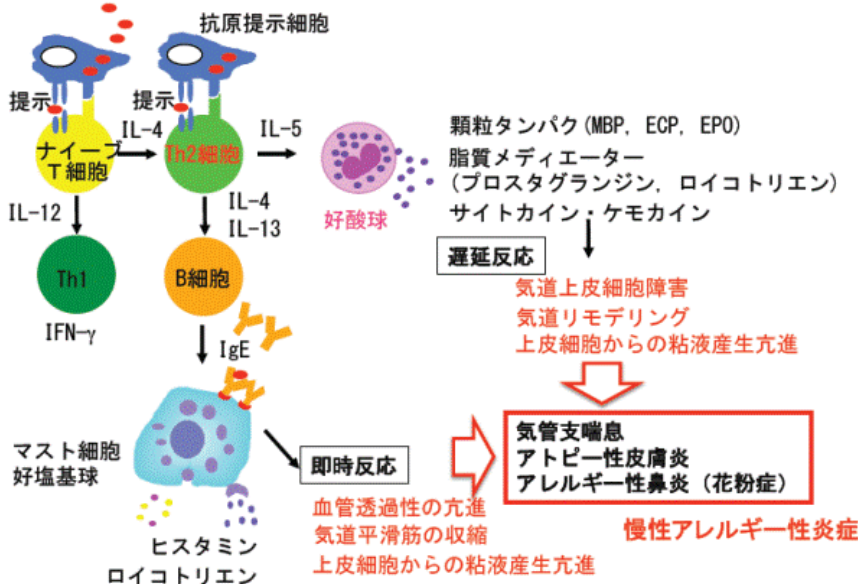 抗原提示細胞
提示
提示
IL-4
IL-5
ナイーブ
T細胞
Th2細胞
顆粒タンパク(MBP, ECP, EPO)
脂質メディエーター
(プロスタグランジン, ロイコトリエン)
サイトカイン・ケモカイン
好酸球
IL-12
IL-4
IL-13
遅延反応
Th1
B細胞
気道上皮細胞障害
気道リモデリング
上皮細胞からの粘液産生亢進
IFN-γ
IgE
気管支喘息
アトピー性皮膚炎
アレルギー性鼻炎(花粉症)
マスト細胞
好塩基球
即時反応
血管透過性の亢進
気道平滑筋の収縮
上皮細胞からの粘液産生亢進
慢性アレルギー性炎症
ヒスタミン
ロイコトリエン